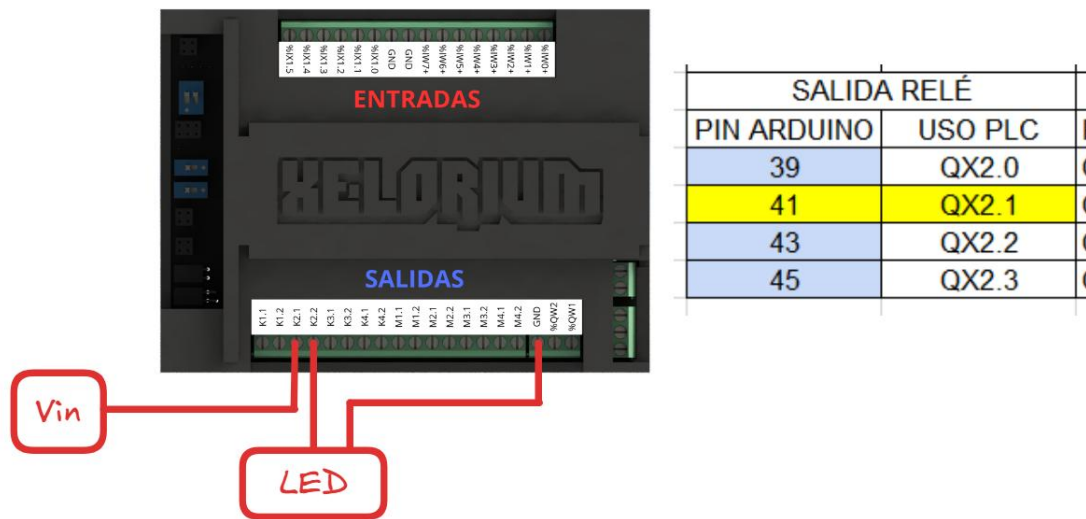 %IX1.5
%IX1.4
%IX1.3
%IX1.2
%IX1.1
%IX1.0
GND
GND
%IW7+
%IW6+
%IW5+
%IW4+
%IW3+
%IW2+
%IW1+
%IW0+
ENTRADAS
XELORIUM
SALIDAS
K1.1
K1.2
K2.1
K2.2
K3.1
K3.2
K4.1
K4.2
M1.1
M1.2
M2.1
M2.2
M3.1
M3.2
M4.1
M4.2
GND
%QW2
%QW1
Vin
LED
SALIDA RELÉ
PIN ARDUINO USO PLC
39 QX2.0
41 QX2.1
43 QX2.2
45 QX2.3